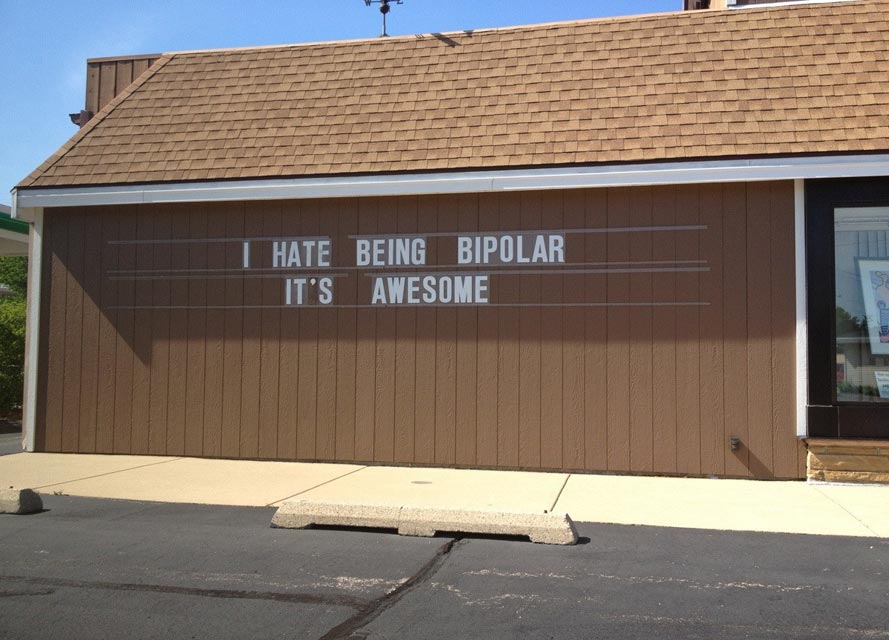 I HATE BEING BIPOLAR
IT'S AWESOME